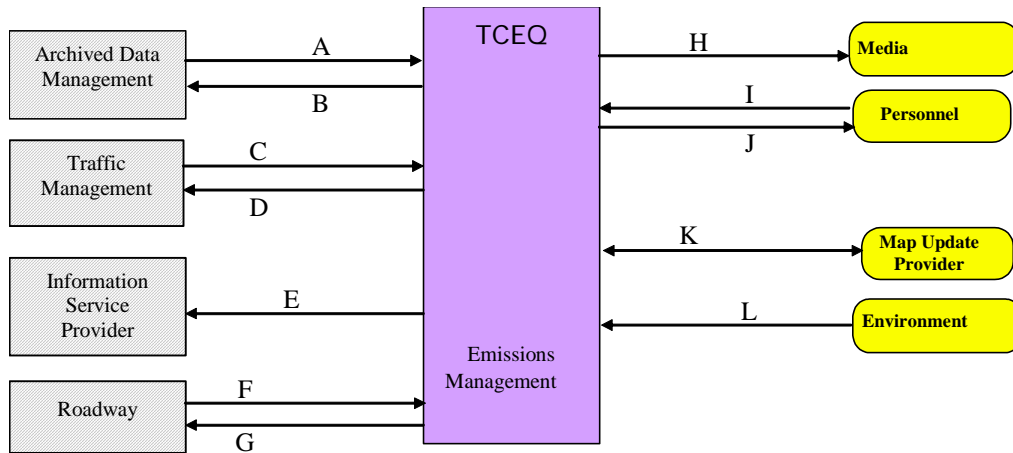 Archived Data
Management
A
B
Traffic
Management
C
D
Information
Service
Provider
E
Roadway
F
G
TCEQ
Emissions
Management
H
Media
I
Personnel
J
K
Map Update
Provider
L
Environment